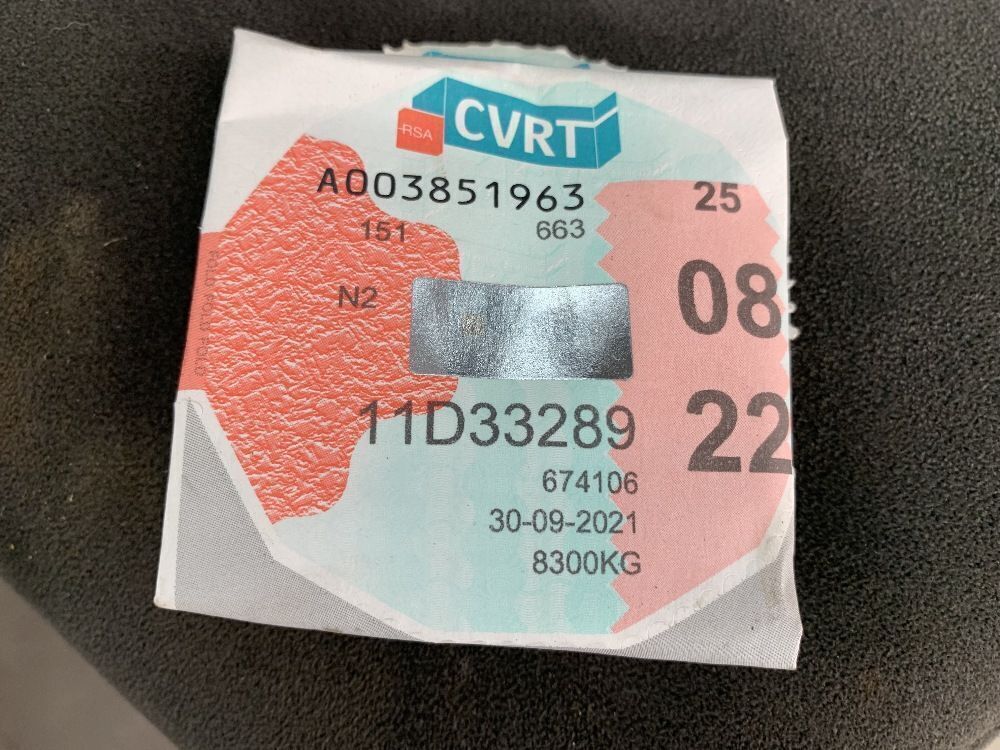 RSA CVRT
A003851963
25
151 663
08
N2
11D33289
22
674106
30-09-2021
8300KG